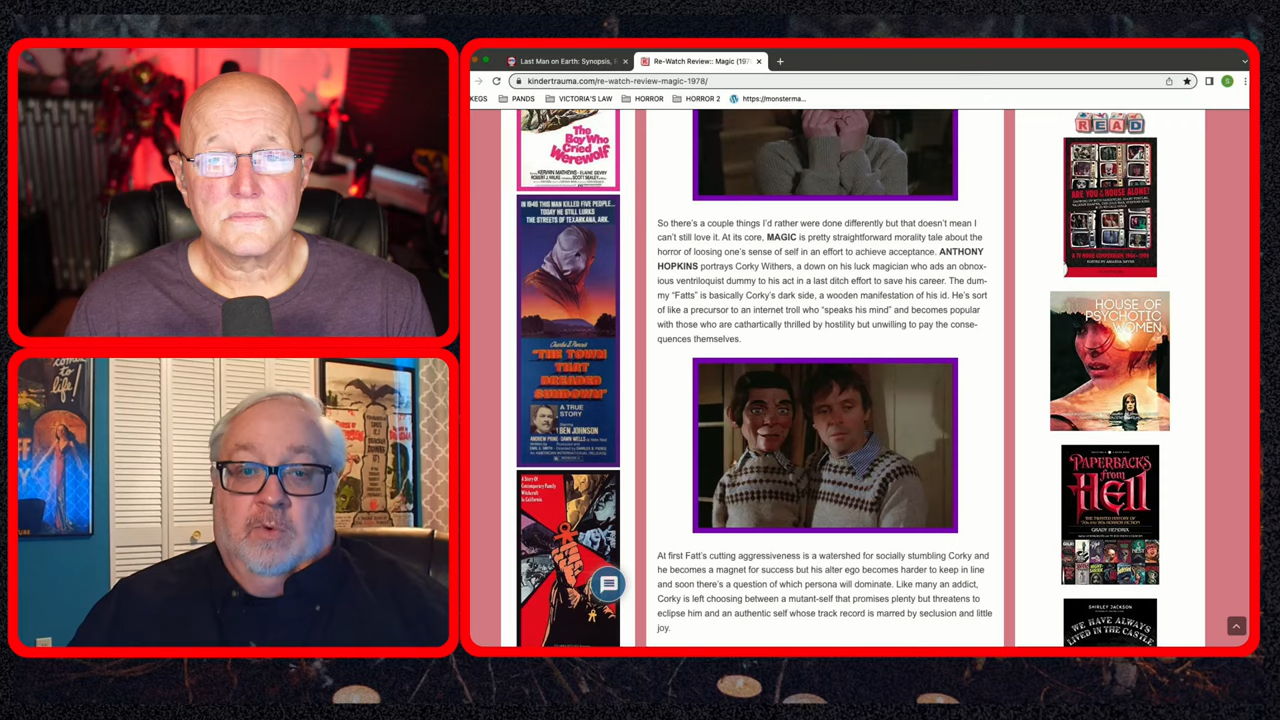 come
to life!
Last Man on Earth: Synopsis, R
Re-Watch Review:: Magic (197
kindertrauma.com/re-watch-review-magic-1978/
S
KEGS
PANDS
VICTORIA'S LAW
HORROR
HORROR 2
https://monsterma...
The
Boy Who
Cried
Werewolf
IN 1946 THIS MAN KILLED FIVE PEOPLE...
TODAY HE STILL LURKS
THE STREETS OF TEXARKANA, ARK.
"THE TOWN
THAT
DREADED
SUNDOWN"
A TRUE
STORY
BEN JOHNSON
A Story Of
Contemporary Family
Witchcraft
In California.
So there's a couple things I'd rather were done differently but that doesn't mean I
can't still love it. At its core, MAGIC is pretty straightforward morality tale about the
horror of loosing one's sense of self in an effort to achieve acceptance. ANTHONY
HOPKINS portrays Corky Withers, a down on his luck magician who ads an obnox-
ious ventriloquist dummy to his act in a last ditch effort to save his career. The dum-
my "Fatts" is basically Corky's dark side, a wooden manifestation of his id. He's sort
of like a precursor to an internet troll who "speaks his mind" and becomes popular
with those who are cathartically thrilled by hostility but unwilling to pay the conse-
quences themselves.
At first Fatt's cutting aggressiveness is a watershed for socially stumbling Corky and
he becomes a magnet for success but his alter ego becomes harder to keep in line
and soon there's a question of which persona will dominate. Like many an addict,
Corky is left choosing between a mutant-self that promises plenty but threatens to
eclipse him and an authentic self whose track record is marred by seclusion and little
joy.
READ
ARE YOU IN THE HOUSE ALONE?
HOUSE OF
PSYCHOTIC
WOMEN
PAPERBACKS
from
HELL
GRADY HENDRIX
SHIRLEY JACKSON
WE HAVE ALWAYS
LIVED IN THE CASTLE